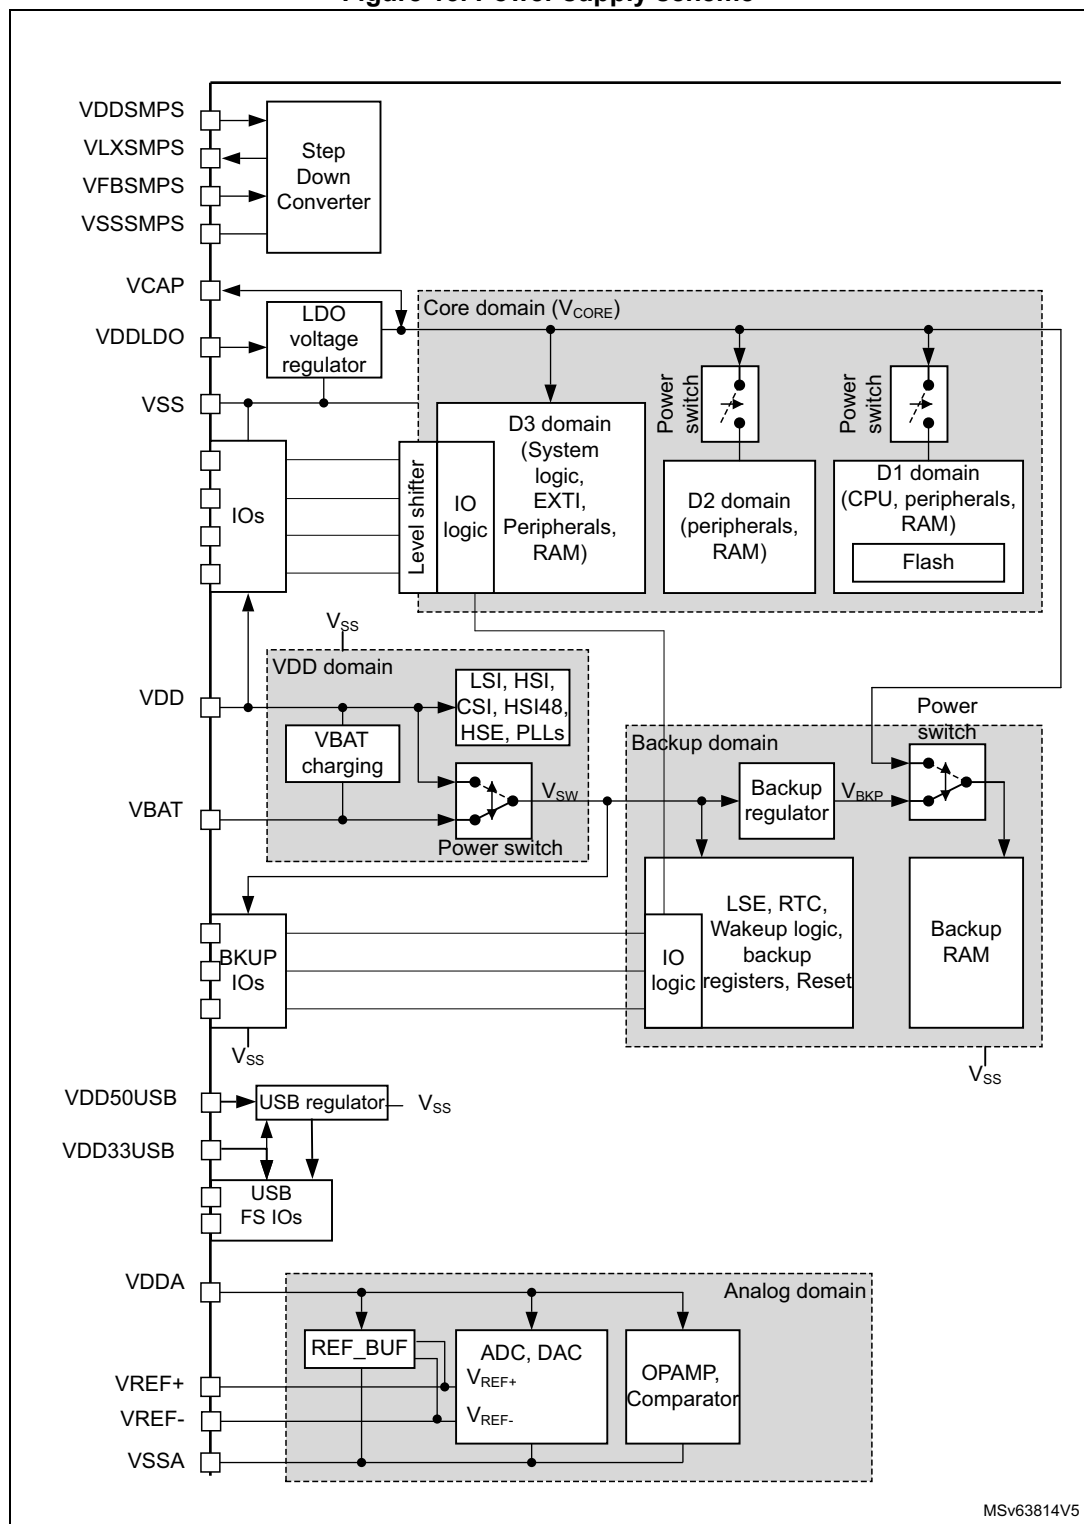 VDDSMPS
VLXSMPS
VFBSMPS
VSSSMPS
Step
Down
Converter
VCAP
VDDLDO
LDO
voltage
regulator
VSS
Core domain (VCORE)
Power
switch
Power
switch
IOs
Level shifter
IO
logic
D3 domain
(System
logic,
EXTI,
Peripherals,
RAM)
D2 domain
(peripherals,
RAM)
D1 domain
(CPU, peripherals,
RAM)
Flash
VSS
VDD domain
VDD
LSI, HSI,
CSI, HSI48,
HSE, PLLs
VBAT
charging
VBAT
Power switch
VSW
Backup domain
Power
switch
Backup
regulator
VBKP
BKUP
IOs
VSS
IO
logic
LSE, RTC,
Wakeup logic,
backup
registers, Reset
Backup
RAM
VSS
VDD50USB
USB regulator
VSS
VDD33USB
USB
FS IOs
VDDA
Analog domain
REF_BUF
ADC, DAC
VREF+
VREF-
OPAMP,
Comparator
VREF+
VREF-
VSSA
MSv63814V5